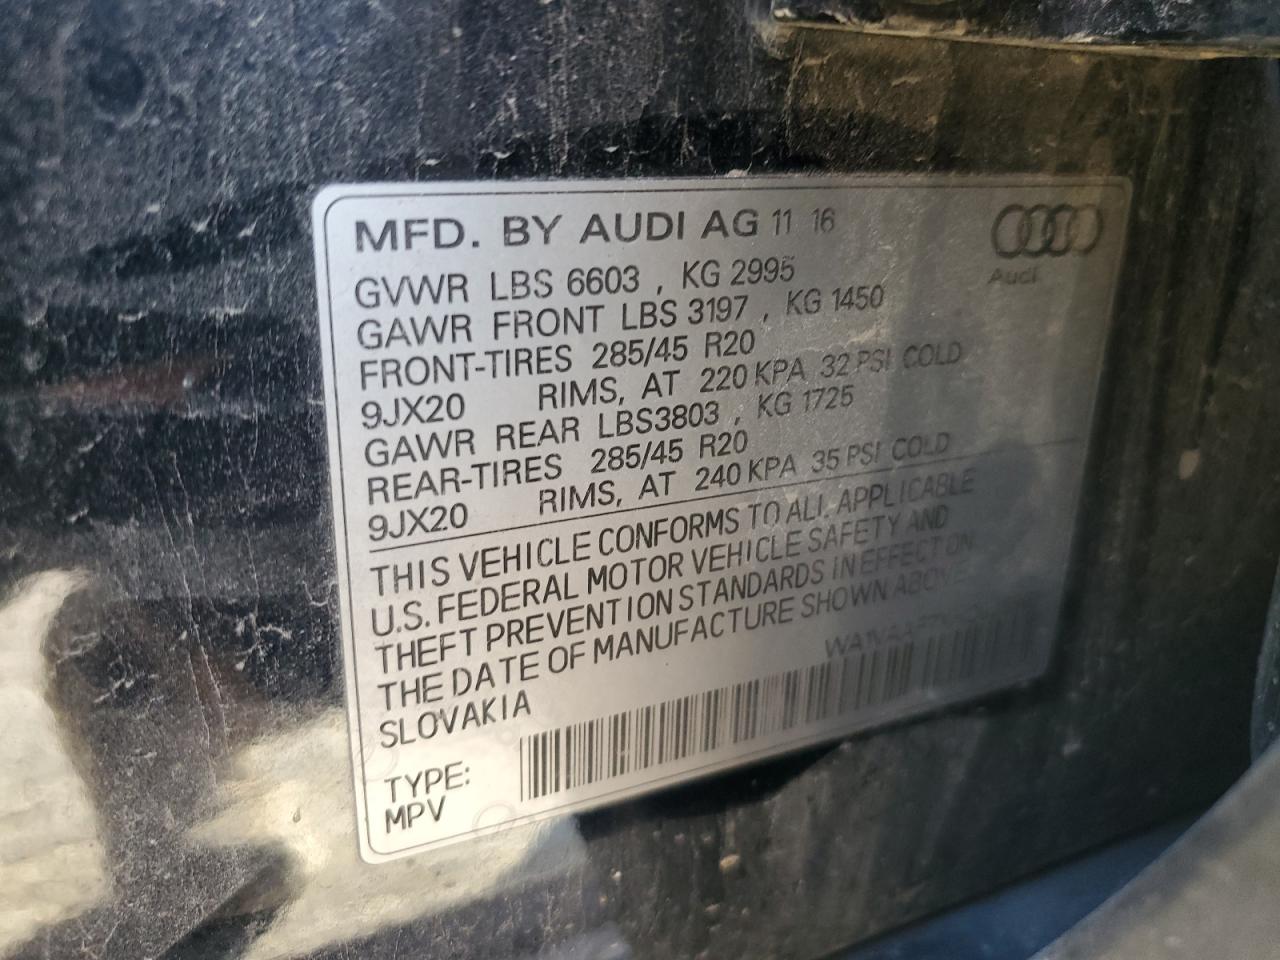 MFD. BY AUDI AG 11 16
Audi
GVWR LBS 6603 , KG 2995
GAWR FRONT LBS 3197 , KG 1450
FRONT-TIRES 285/45 R20
9JX20 RIMS, AT 220 KPA 32 PSI COLD
GAWR REAR LBS3803 , KG 1725
REAR-TIRES 285/45 R20
9JX20 RIMS, AT 240 KPA 35 PSI COLD
THIS VEHICLE CONFORMS TO ALL APPLICABLE
U.S. FEDERAL MOTOR VEHICLE SAFETY AND
THEFT PREVENTION STANDARDS IN EFFECT ON
THE DATE OF MANUFACTURE SHOWN ABOVE
SLOVAKIA
TYPE:
MPV